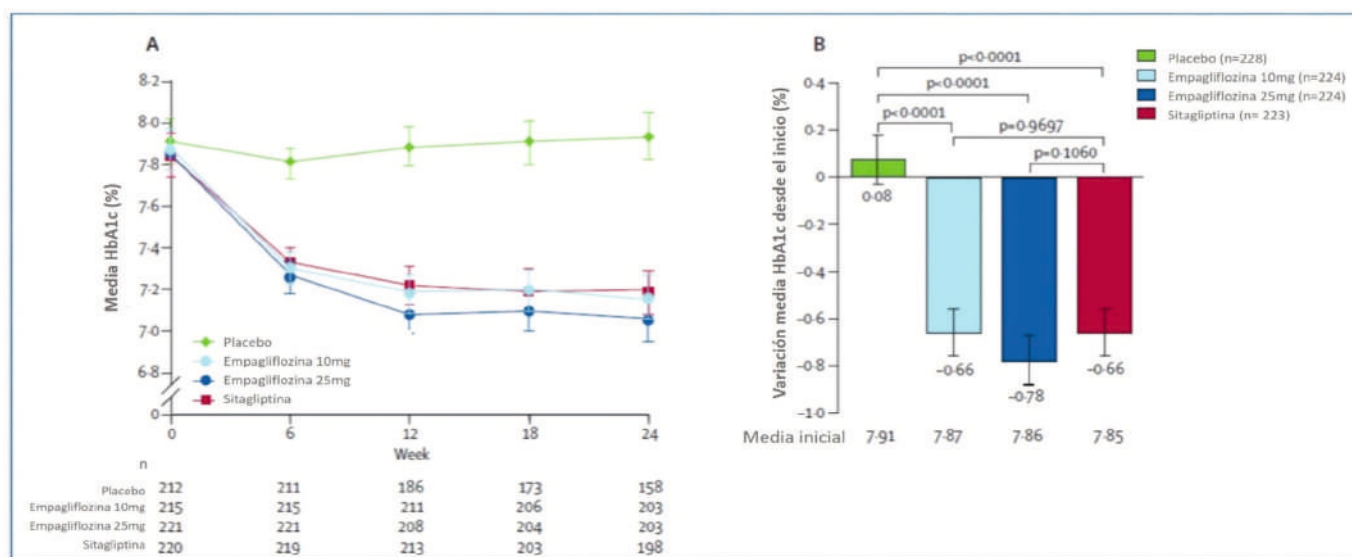 A
8·2
8·0
7·8
7·6
7·4
7·2
7·0
6·8
0
Media HbA1c (%)
Placebo
Empagliflozina 10mg
Empagliflozina 25mg
Sitagliptina
0 6 12 18 24
Week
n
Placebo 212 211 186 173 158
Empagliflozina 10mg 215 215 211 206 203
Empagliflozina 25mg 221 221 208 204 203
Sitagliptina 220 219 213 203 198
B
Placebo (n=228)
Empagliflozina 10mg (n=224)
Empagliflozina 25mg (n=224)
Sitagliptina (n= 223)
p<0·0001
p<0·0001
p<0·0001
p=0·9697
p=0·1060
0·4
0·2
0
–0·2
–0·4
–0·6
–0·8
–1·0
Variación media HbA1c desde el inicio (%)
0·08
–0·66
–0·78
–0·66
Media inicial 7·91 7·87 7·86 7·85